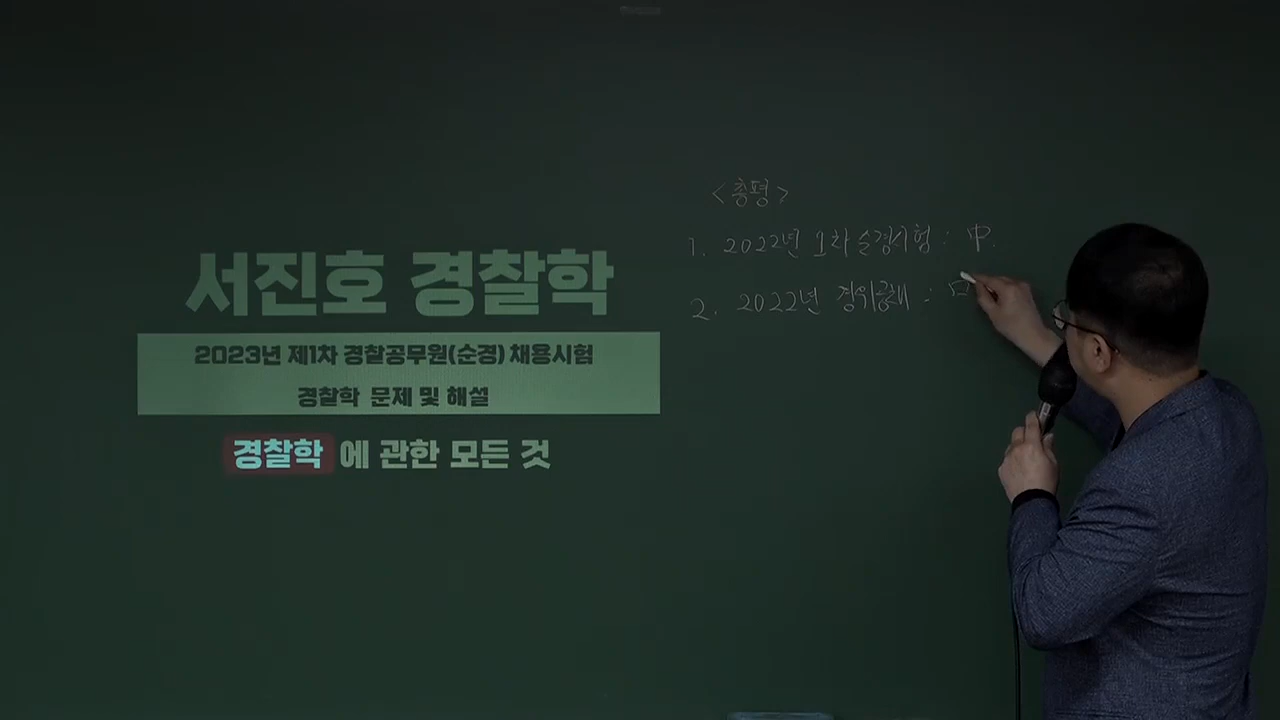 서진호 경찰학
2023년 제1차 경찰공무원(순경) 채용시험
경찰학 문제 및 해설
경찰학 에 관한 모든 것
<총평>
1. 2022년 2차 순경시험 : 中.
2. 2022년 경위공채 :